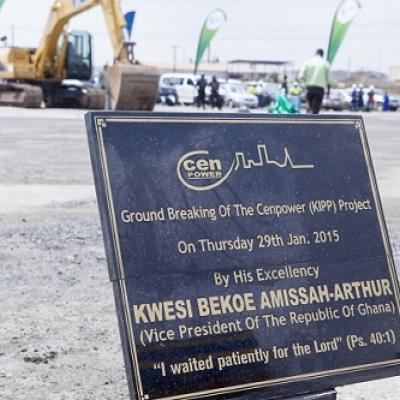 cen
POWER
Ground Breaking Of The Cenpower (KIPP) Project
On Thursday 29th Jan. 2015
By His Excellency
KWESI BEKOE AMISSAH-ARTHUR
(Vice President Of The Republic Of Ghana)
"I waited patiently for the Lord" (Ps. 40:1)